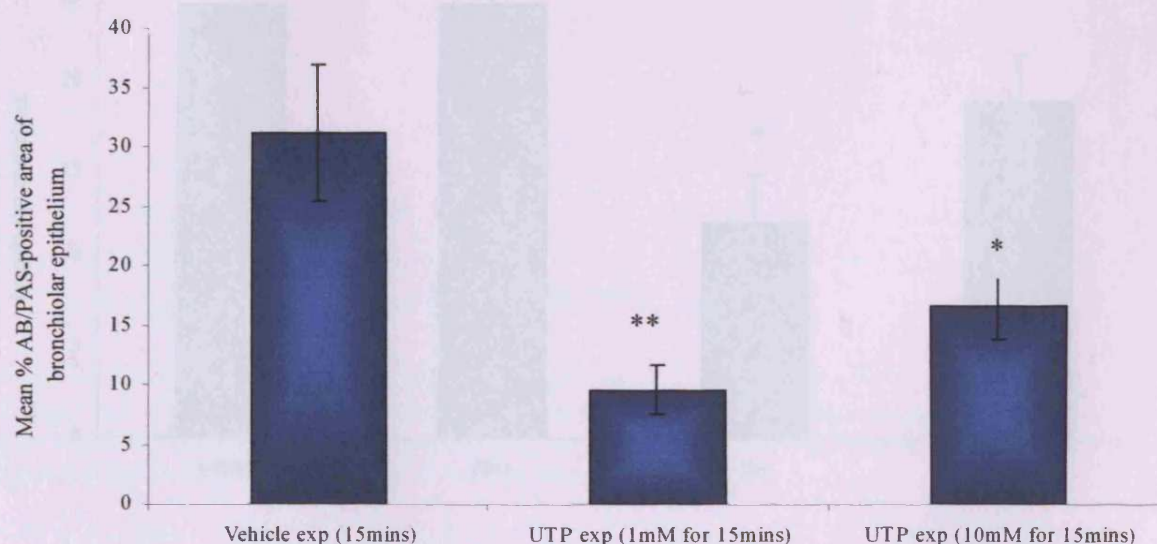 Mean % AB/PAS-positive area of
bronchiolar epithelium
40
35
30
25
20
15
10
5
0
**
*
Vehicle exp (15mins)
UTP exp (1mM for 15mins)
UTP exp (10mM for 15mins)